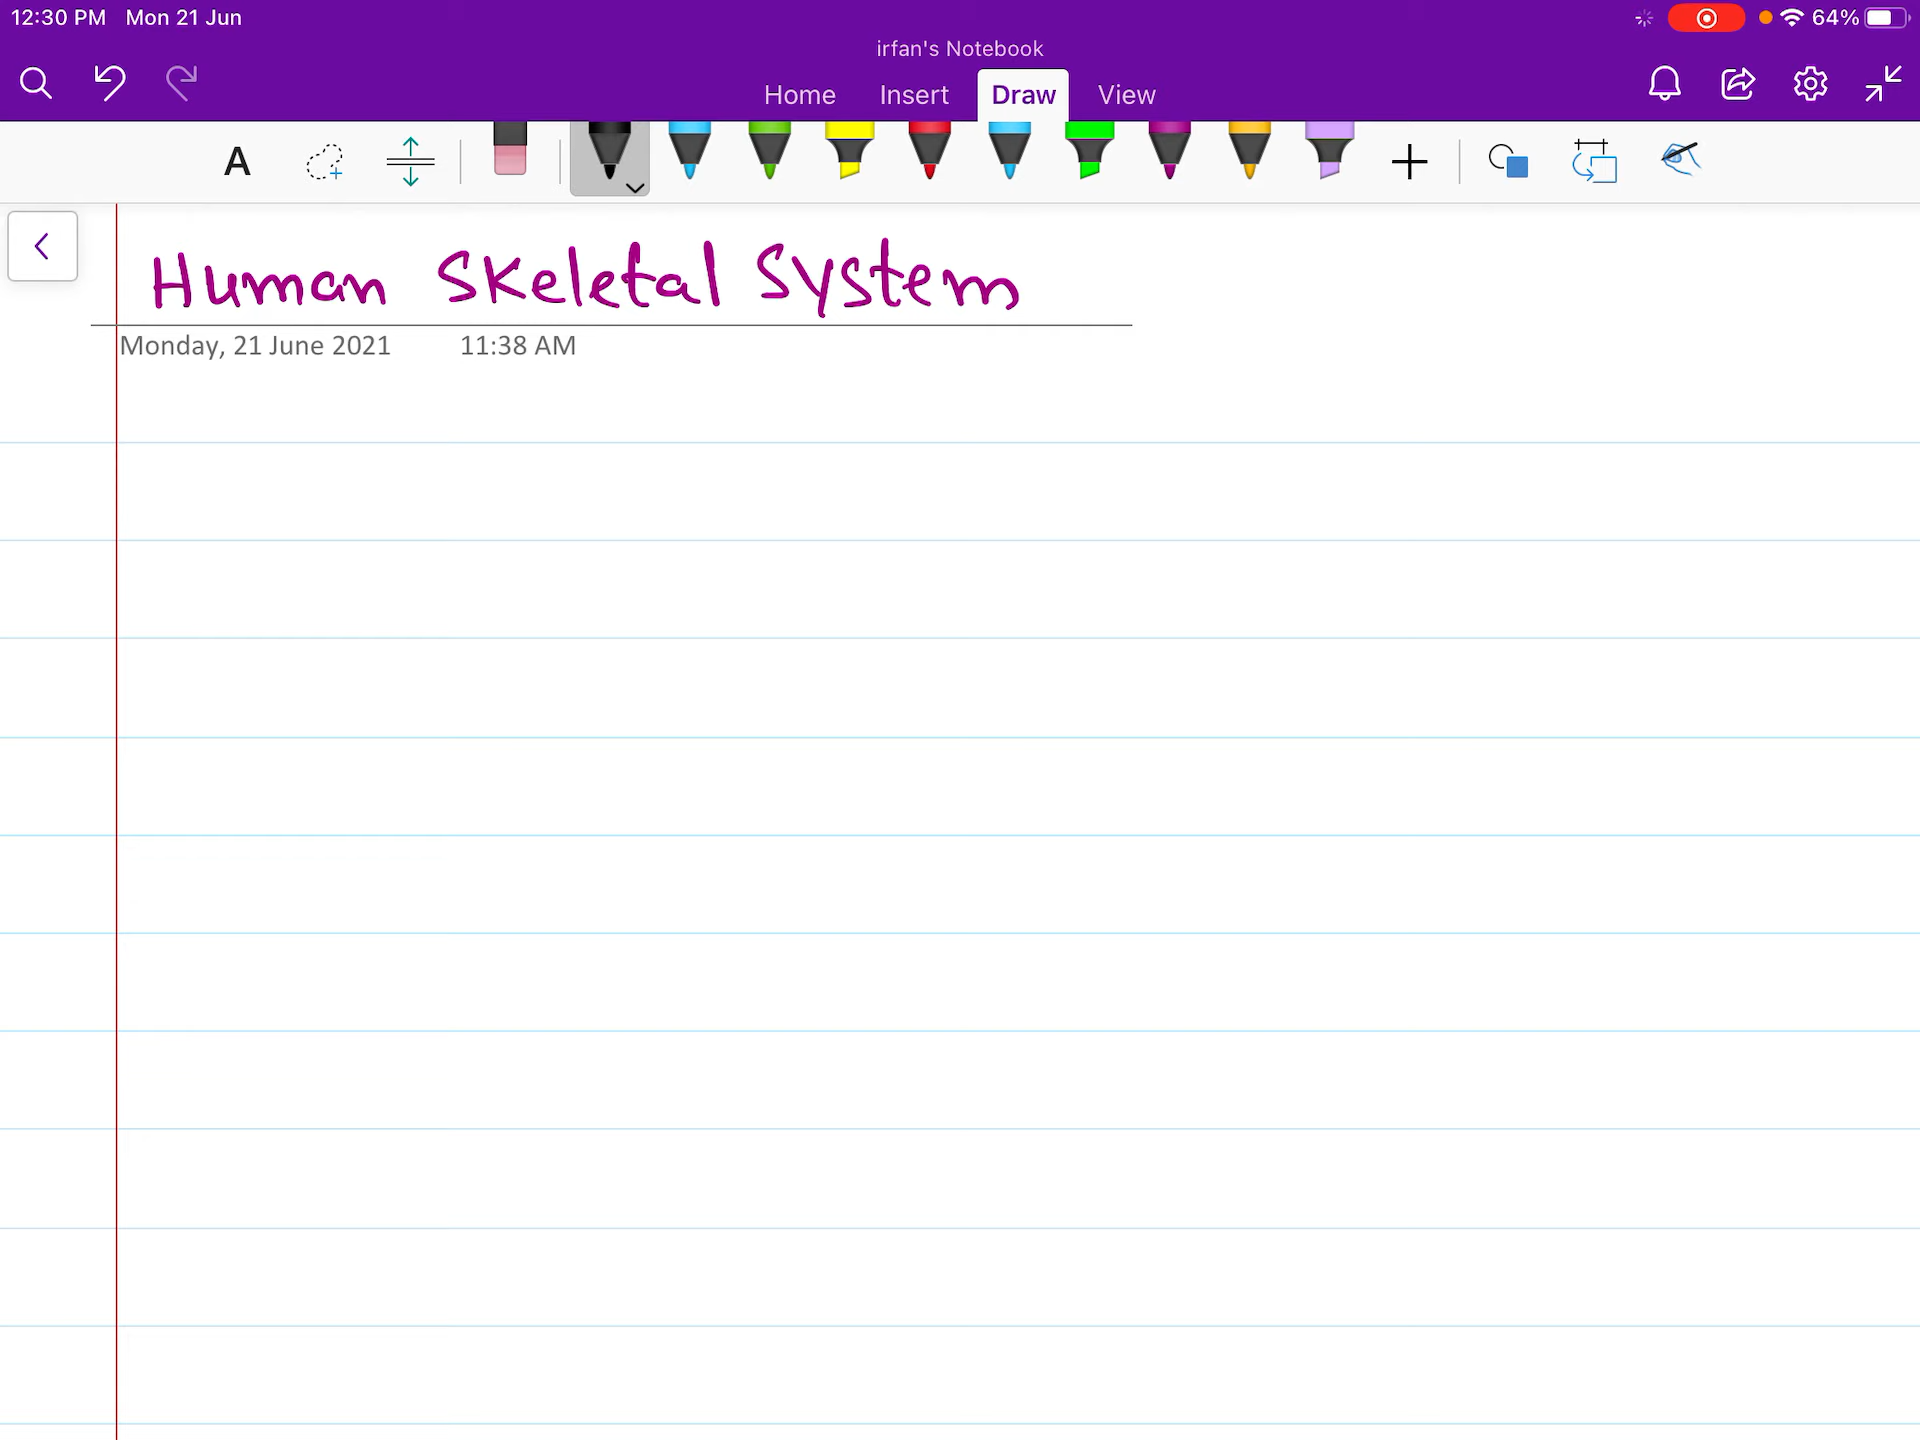 12:30 PM Mon 21 Jun 64%
irfan's Notebook
Home Insert Draw View
A
Human Skeletal System
Monday, 21 June 2021 11:38 AM